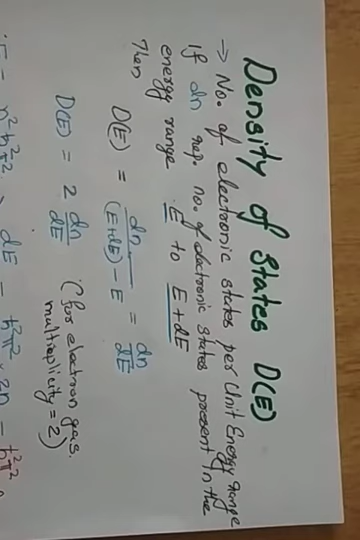 Density of States D(E)
→ No. of electronic states per Unit Energy range
If dn rep. no. of electronic states present in the
energy range E to E+dE
Then
D(E) = dn/(E+dE)-E = dn/dE
D(E) = 2 dn/dE (for electron gas.
multiplicity = 2)